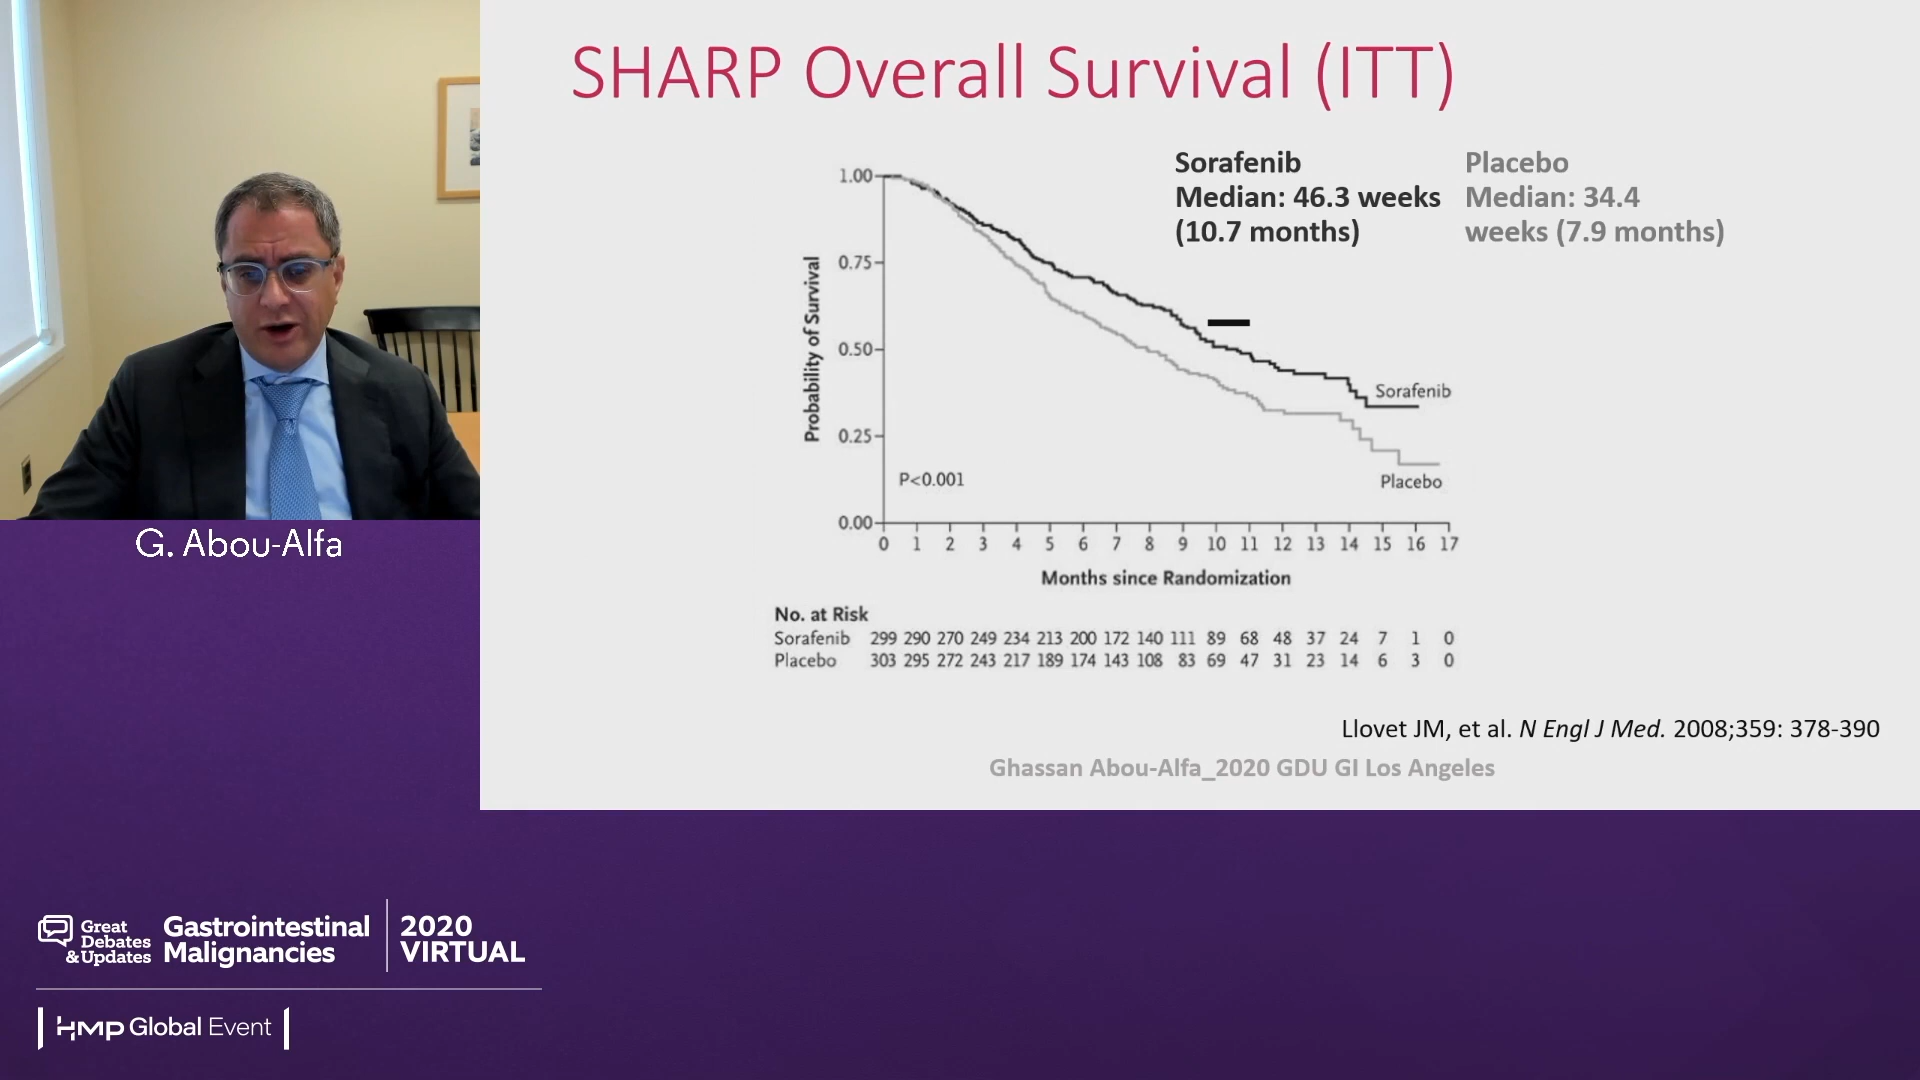 SHARP Overall Survival (ITT)
Sorafenib
Median: 46.3 weeks
(10.7 months)
Placebo
Median: 34.4
weeks (7.9 months)
Probability of Survival
1.00
0.75
0.50
0.25
0.00
Sorafenib
Placebo
P<0.001
0 1 2 3 4 5 6 7 8 9 10 11 12 13 14 15 16 17
Months since Randomization
No. at Risk
Sorafenib 299 290 270 249 234 213 200 172 140 111 89 68 48 37 24 7 1 0
Placebo 303 295 272 243 217 189 174 143 108 83 69 47 31 23 14 6 3 0
Llovet JM, et al. N Engl J Med. 2008;359: 378-390
Ghassan Abou-Alfa_2020 GDU GI Los Angeles
G. Abou-Alfa
Great
Debates
&Updates
Gastrointestinal
Malignancies
2020
VIRTUAL
HMP Global Event